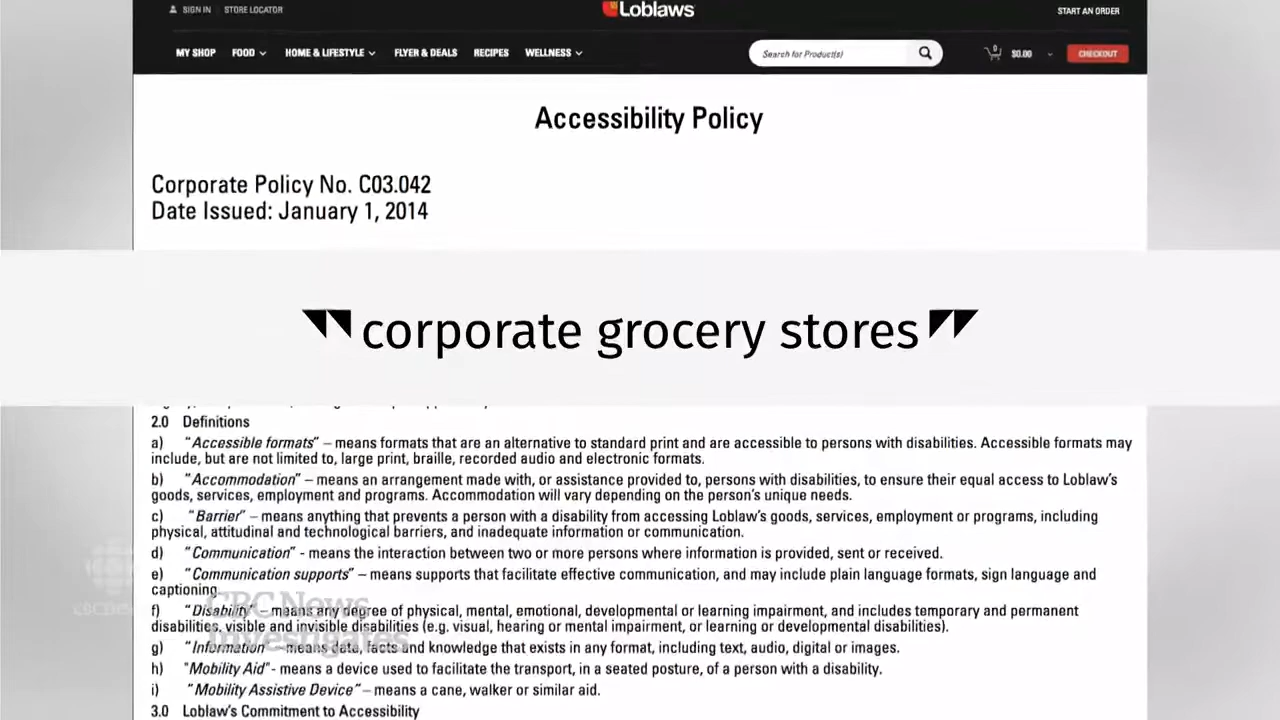 SIGN IN STORE LOCATOR
Loblaws
START AN ORDER
MY SHOP FOOD HOME & LIFESTYLE FLYER & DEALS RECIPES WELLNESS
Search for Product(s)
0 $0.00 CHECKOUT
Accessibility Policy
Corporate Policy No. C03.042
Date Issued: January 1, 2014
"corporate grocery stores"
2.0 Definitions
a) "Accessible formats" – means formats that are an alternative to standard print and are accessible to persons with disabilities. Accessible formats may
include, but are not limited to, large print, braille, recorded audio and electronic formats.
b) "Accommodation" – means an arrangement made with, or assistance provided to, persons with disabilities, to ensure their equal access to Loblaw's
goods, services, employment and programs. Accommodation will vary depending on the person's unique needs.
c) "Barrier" – means anything that prevents a person with a disability from accessing Loblaw's goods, services, employment or programs, including
physical, attitudinal and technological barriers, and inadequate information or communication.
d) "Communication" - means the interaction between two or more persons where information is provided, sent or received.
e) "Communication supports" – means supports that facilitate effective communication, and may include plain language formats, sign language and
captioning.
f) "Disability" – means any degree of physical, mental, emotional, developmental or learning impairment, and includes temporary and permanent
disabilities, visible and invisible disabilities (e.g. visual, hearing or mental impairment, or learning or developmental disabilities).
g) "Information" – means data, facts and knowledge that exists in any format, including text, audio, digital or images.
h) "Mobility Aid"- means a device used to facilitate the transport, in a seated posture, of a person with a disability.
i) "Mobility Assistive Device" – means a cane, walker or similar aid.
3.0 Loblaw's Commitment to Accessibility
CBC News
Investigates